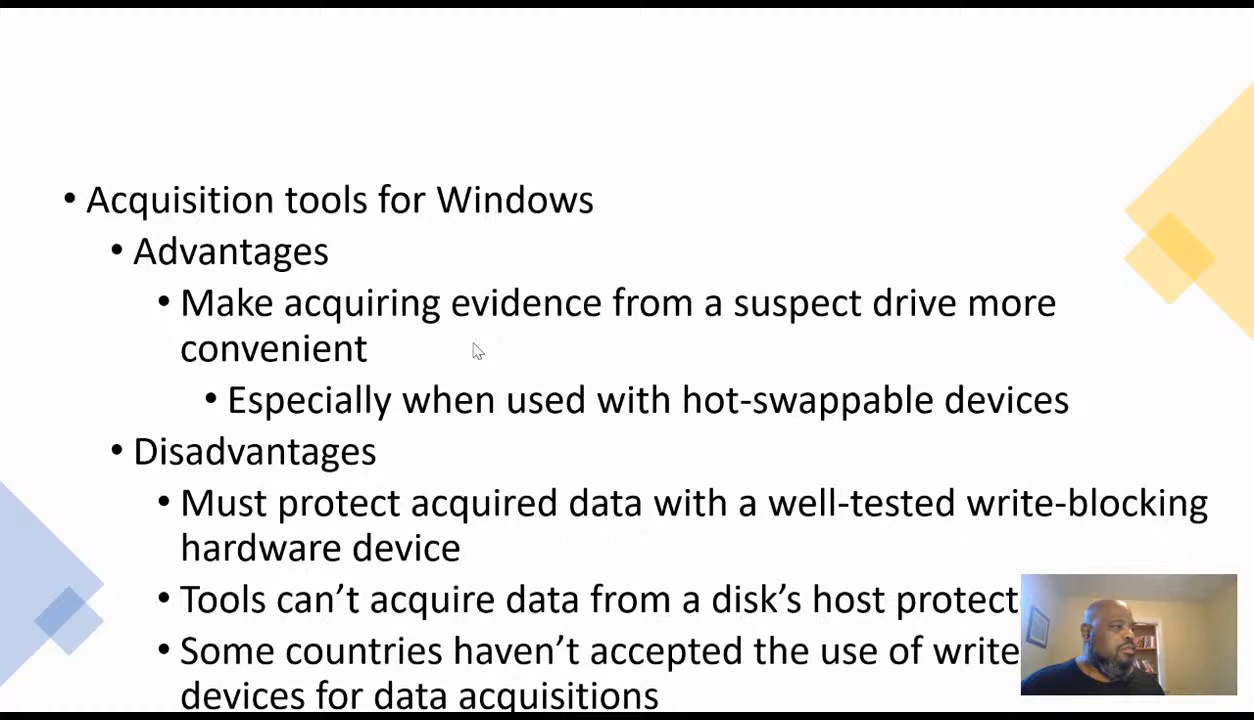 • Acquisition tools for Windows
• Advantages
• Make acquiring evidence from a suspect drive more
convenient
• Especially when used with hot-swappable devices
• Disadvantages
• Must protect acquired data with a well-tested write-blocking
hardware device
• Tools can’t acquire data from a disk’s host protect
• Some countries haven’t accepted the use of write
devices for data acquisitions